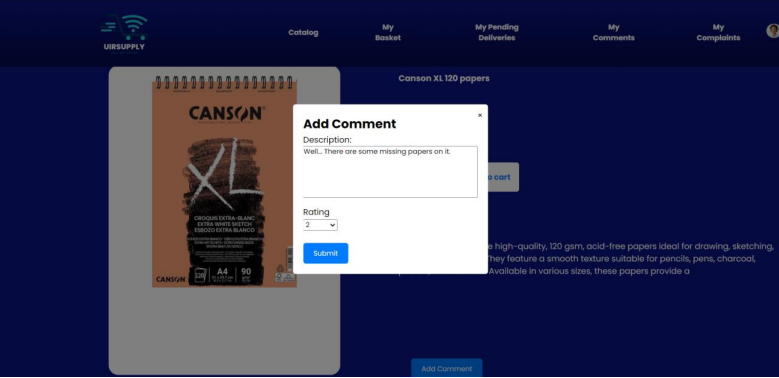 UIRSUPPLY
Catalog
My
Basket
My Pending
Deliveries
My
Comments
My
Complaints
Canson XL 120 papers
CANSON®
XL
CROQUIS EXTRA-BLANC
EXTRA WHITE SKETCH
ESBOZO EXTRA BLANCO
CANSON
120
A4
90
×
Add Comment
Description:
Well... There are some missing papers on it.
Rating
2
Submit
o cart
e high-quality, 120 gsm, acid-free papers ideal for drawing, sketching,
hey feature a smooth texture suitable for pencils, pens, charcoal,
Available in various sizes, these papers provide a
Add Comment